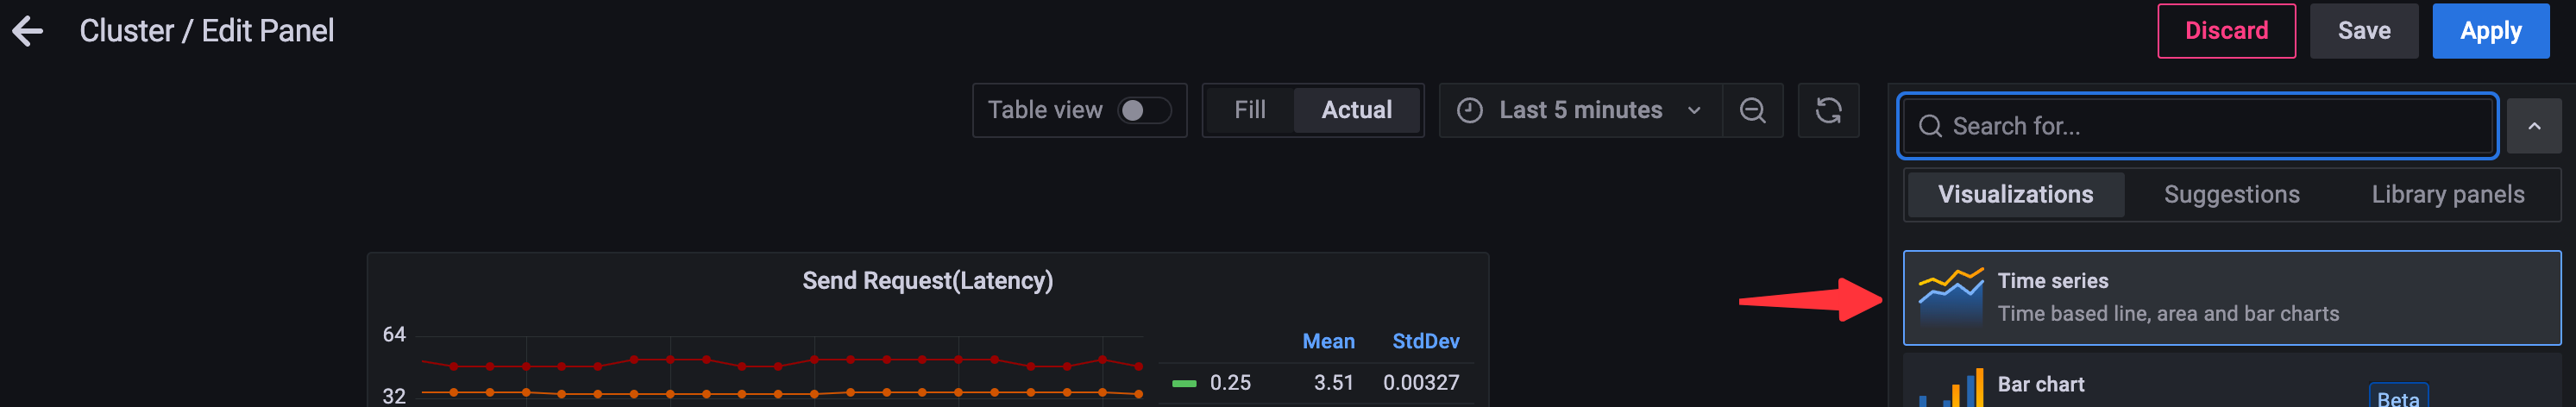 Cluster / Edit Panel
Discard
Save
Apply
Table view
Fill
Actual
Last 5 minutes
Search for...
Visualizations
Suggestions
Library panels
Send Request(Latency)
64
32
Mean
StdDev
0.25
3.51
0.00327
Time series
Time based line, area and bar charts
Bar chart
Beta